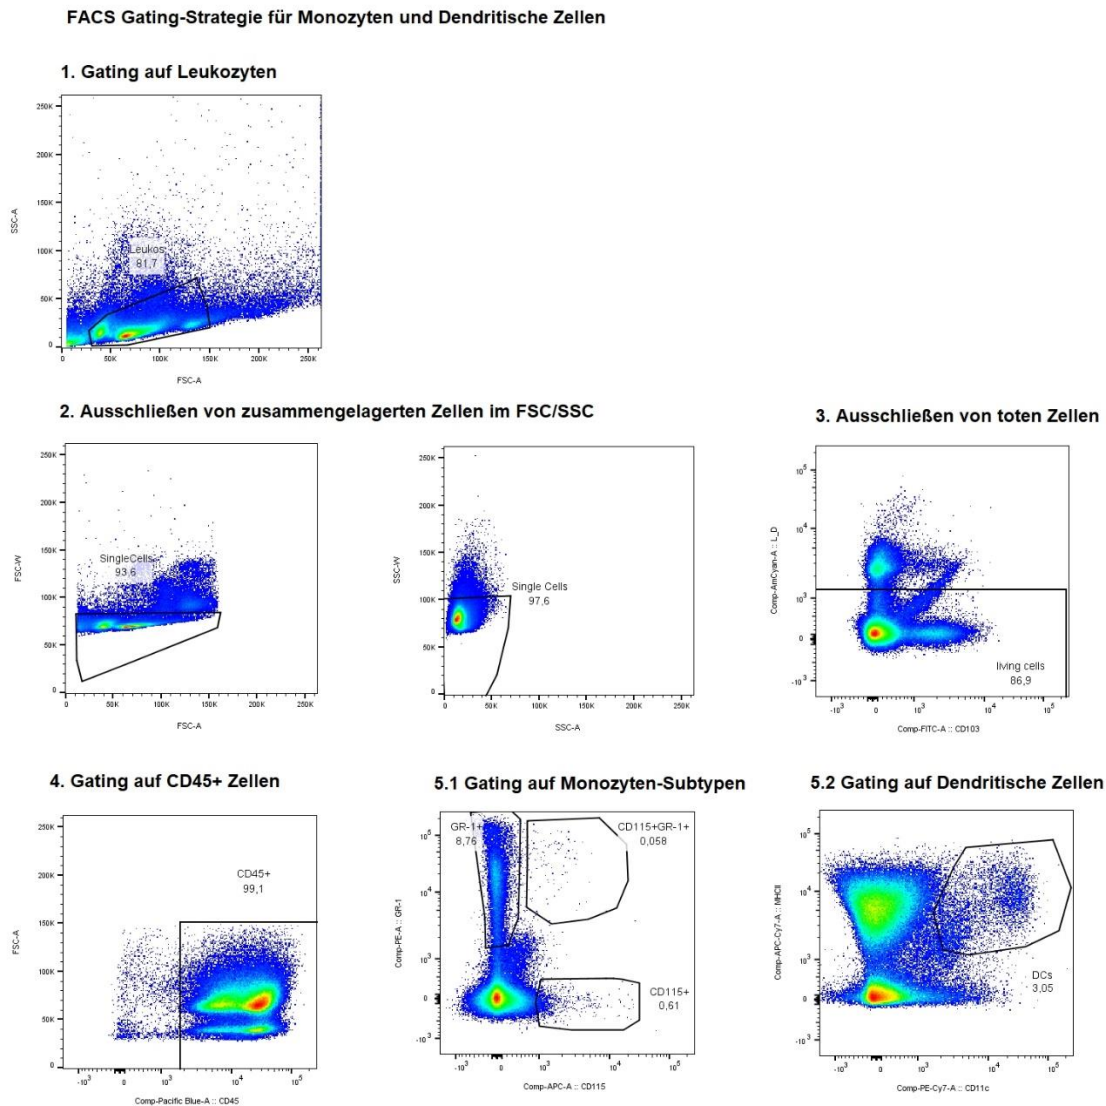 FACS Gating-Strategie für Monozyten und Dendritische Zellen
1. Gating auf Leukozyten
250K
200K
150K
100K
50K
0
SSC-A
Leukos
81,7
0 50K 100K 150K 200K 250K
FSC-A
2. Ausschließen von zusammengelagerten Zellen im FSC/SSC
250K
200K
150K
100K
50K
0
FSC-W
SingleCells
93,6
0 50K 100K 150K 200K 250K
FSC-A
250K
200K
150K
100K
50K
0
SSC-W
Single Cells
97,6
0 50K 100K 150K 200K 250K
SSC-A
3. Ausschließen von toten Zellen
10^5
10^4
10^3
0
-10^3
Comp-AmCyan-A :: L_D
living cells
86,9
-10^3 0 10^3 10^4 10^5
Comp-FITC-A :: CD103
4. Gating auf CD45+ Zellen
250K
200K
150K
100K
50K
0
FSC-A
CD45+
99,1
-10^3 0 10^3 10^4 10^5
Comp-Pacific Blue-A :: CD45
5.1 Gating auf Monozyten-Subtypen
10^5
10^4
10^3
0
-10^3
Comp-PE-A :: GR-1
GR-1+
8,76
CD115+GR-1+
0,058
CD115+
0,61
-10^3 0 10^3 10^4 10^5
Comp-APC-A :: CD115
5.2 Gating auf Dendritische Zellen
10^5
10^4
10^3
0
-10^3
Comp-APC-Cy7-A :: MHCII
DCs
3,05
-10^3 0 10^3 10^4 10^5
Comp-PE-Cy7-A :: CD11c